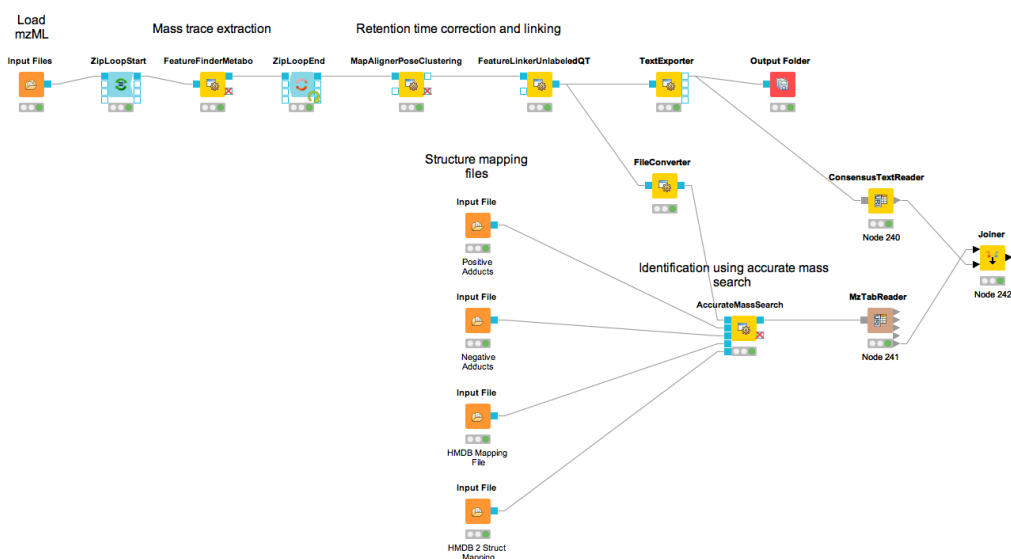 Load
mzML
Mass trace extraction
Retention time correction and linking
Input Files
ZipLoopStart
FeatureFinderMetabo
ZipLoopEnd
MapAlignerPoseClustering
FeatureLinkerUnlabeledQT
TextExporter
Output Folder
Structure mapping
files
FileConverter
ConsensusTextReader
Node 240
Input File
Positive
Adducts
Joiner
Node 242
Identification using accurate mass
search
AccurateMassSearch
MzTabReader
Node 241
Input File
Negative
Adducts
Input File
HMDB Mapping
File
Input File
HMDB 2 Struct
Mapping